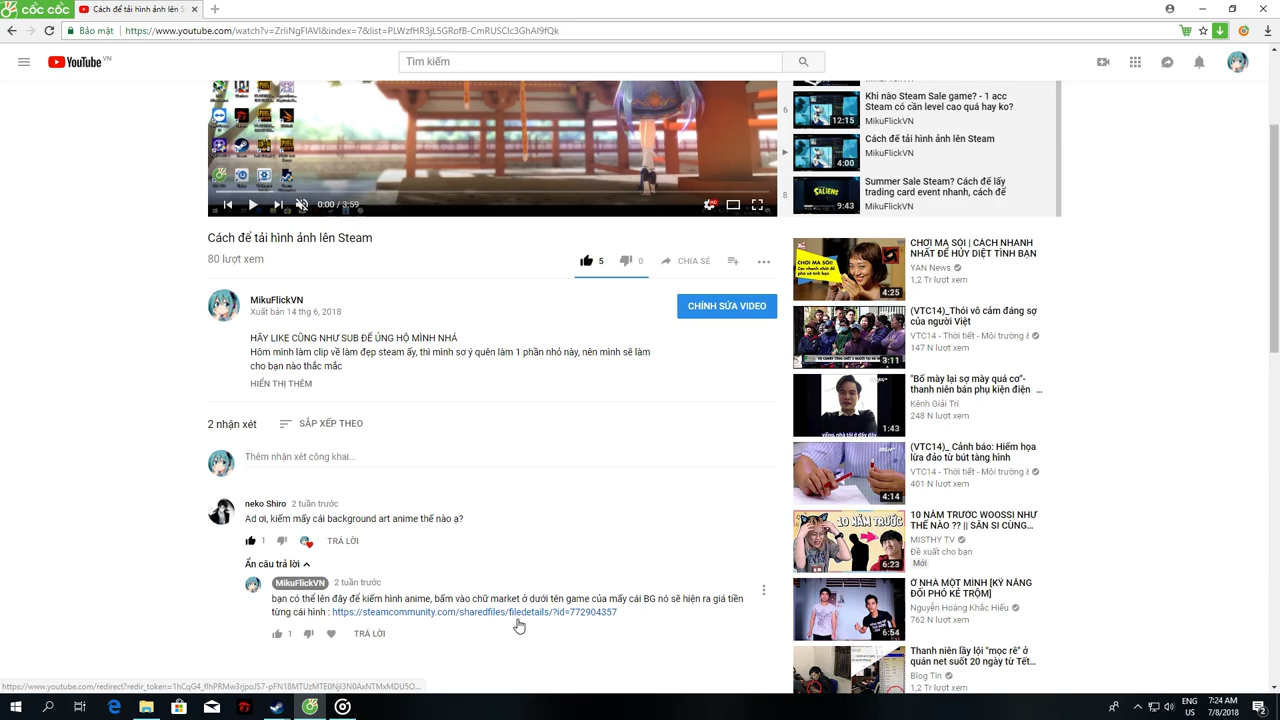 cốc cốc
Cách để tải hình ảnh lên S
Bảo mật
https://www.youtube.com/watch?v=ZrliNgFlAVI&index=7&list=PLWzfHR3jL5GRofB-CmRUSCIc3GhAI9fQk
YouTube VN
Tìm kiếm
6
Khi nào Steam Sale game? - 1 acc
Steam có cần level cao quá hay ko?
MikuFlickVN
12:15
Cách để tải hình ảnh lên Steam
MikuFlickVN
4:00
8
Summer Sale Steam? Cách để lấy
trading card event nhanh, cách để
MikuFlickVN
SALIENS
9:43
0:00 / 3:59
HD
Cách để tải hình ảnh lên Steam
80 lượt xem
5
0
CHIA SẺ
MikuFlickVN
Xuất bản 14 thg 6, 2018
CHỈNH SỬA VIDEO
HÃY LIKE CŨNG NHƯ SUB ĐỂ ỦNG HỘ MÌNH NHÁ
Hôm mình làm clip về làm đẹp steam ấy, thì mình sơ ý quên làm 1 phần nhỏ này, nên mình sẽ làm
cho bạn nào thắc mắc
HIỂN THỊ THÊM
2 nhận xét
SẮP XẾP THEO
Thêm nhận xét công khai...
neko Shiro 2 tuần trước
Ad ơi, kiếm mấy cái background art anime thế nào ạ?
1
TRẢ LỜI
Ẩn câu trả lời
MikuFlickVN 2 tuần trước
bạn có thể lên đây để kiếm hình anime, bấm vào chữ market ở dưới tên game của mấy cái BG nó sẽ hiện ra giá tiền
từng cái hình : https://steamcommunity.com/sharedfiles/filedetails/?id=772904357
1
TRẢ LỜI
CHƠI MA SÓI | CÁCH NHANH
NHẤT ĐỂ HỦY DIỆT TÌNH BẠN
YAN News
1,2 Tr lượt xem
4:25
(VTC14)_Thói vô cảm đáng sợ
của người Việt
VTC14 - Thời tiết - Môi trường &
147 N lượt xem
3:11
"Bố mày lại sợ mày quá cơ"-
thanh niên bán phụ kiện điện ...
Kênh Giải Trí
248 N lượt xem
1:43
(VTC14)_ Cảnh báo: Hiểm họa
lừa đảo từ bút tàng hình
VTC14 - Thời tiết - Môi trường &
401 N lượt xem
4:14
10 NĂM TRƯỚC WOOSSI NHƯ
THẾ NÀO ?? || SÂN SI CÙNG...
MISTHY TV
Đề xuất cho bạn
Mới
10 NĂM TRƯỚC
6:23
Ở NHÀ MỘT MÌNH [KỸ NĂNG
ĐỐI PHÓ KẺ TRỘM]
Nguyễn Hoàng Khắc Hiếu
762 N lượt xem
6:54
Thanh niên lầy lội "mọc rễ" ở
quán net suốt 20 ngày từ Tết...
Blog Tin
1,2 Tr lượt xem
ENG
US
7:24 AM
7/8/2018
2